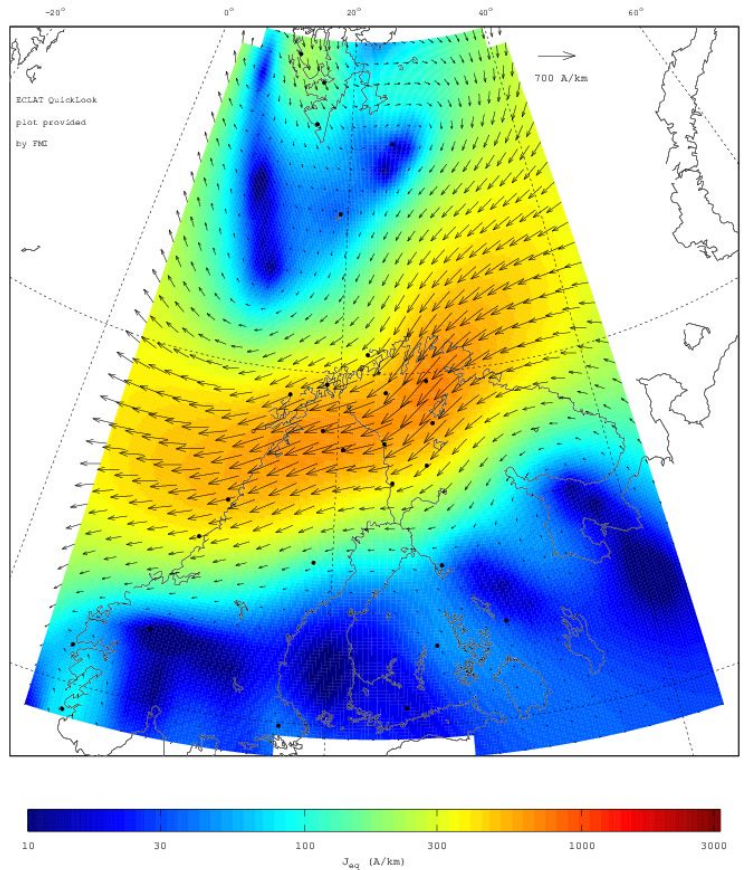 -20° 0° 20° 40° 60°
700 A/km
ECLAT QuickLook
plot provided
by FMI
10 30 100 300 1000 3000
J_eq (A/km)